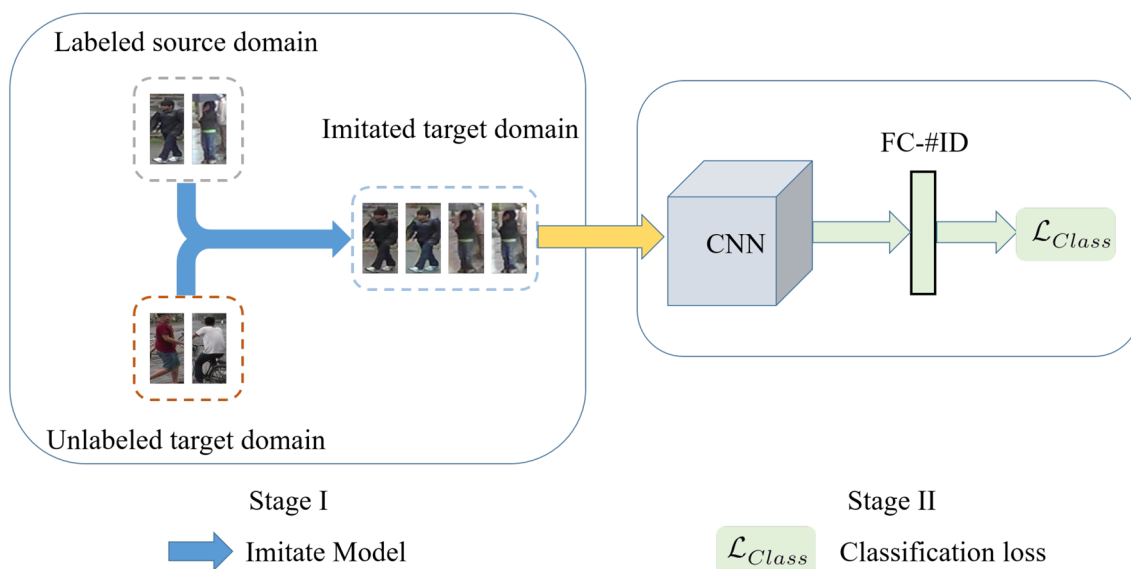 Labeled source domain
Imitated target domain
Unlabeled target domain
CNN
FC-#ID
ℒ_Class
Stage I
Stage II
Imitate Model
ℒ_Class Classification loss